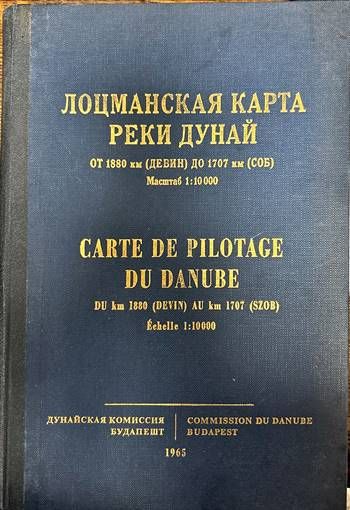 ЛОЦМАНСКАЯ КАРТА
РЕКИ ДУНАЙ
ОТ 1880 км (ДЕВИН) ДО 1707 км (СОБ)
Масштаб 1:10 000
CARTE DE PILOTAGE
DU DANUBE
DU km 1880 (DEVIN) AU km 1707 (SZOB)
Échelle 1:10000
ДУНАЙСКАЯ КОМИССИЯ
БУДАПЕШТ
COMMISSION DU DANUBE
BUDAPEST
1965